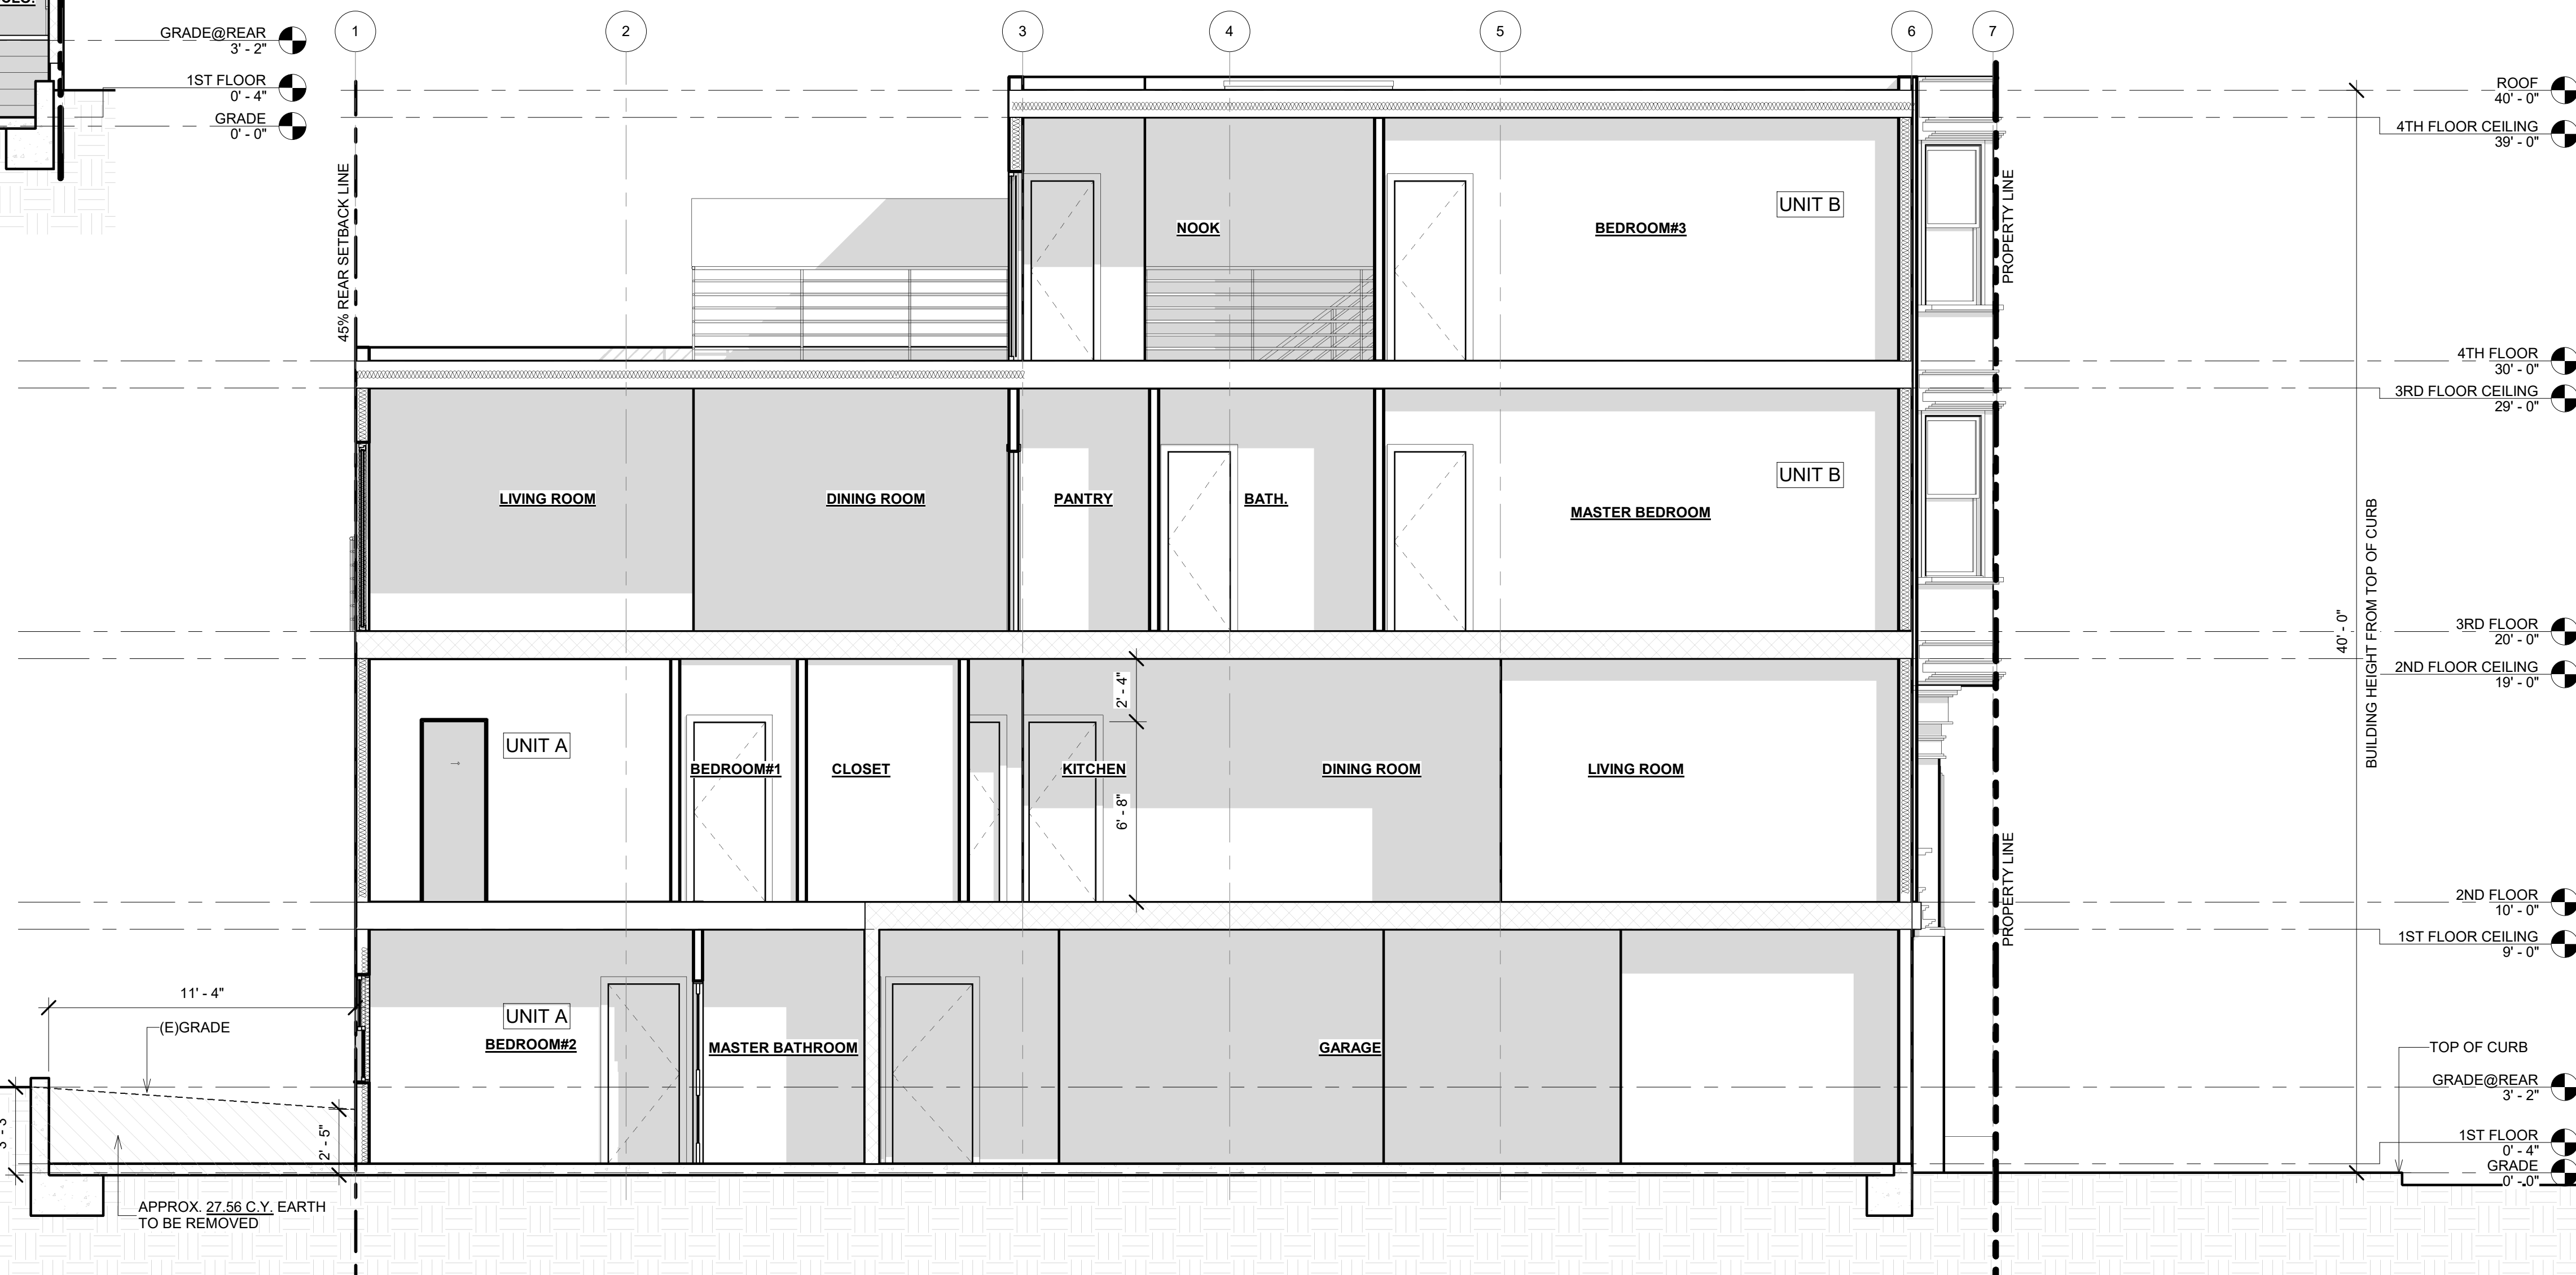 GRADE@REAR
3' - 2"
1ST FLOOR
0' - 4"
GRADE
0' - 0"
1
2
3
4
5
6
7
45% REAR SETBACK LINE
NOOK
BEDROOM#3
UNIT B
PROPERTY LINE
ROOF
40' - 0"
4TH FLOOR CEILING
39' - 0"
4TH FLOOR
30' - 0"
3RD FLOOR CEILING
29' - 0"
LIVING ROOM
DINING ROOM
PANTRY
BATH.
MASTER BEDROOM
UNIT B
40' - 0"
BUILDING HEIGHT FROM TOP OF CURB
3RD FLOOR
20' - 0"
2ND FLOOR CEILING
19' - 0"
UNIT A
BEDROOM#1
CLOSET
KITCHEN
2' - 4"
6' - 8"
DINING ROOM
LIVING ROOM
PROPERTY LINE
2ND FLOOR
10' - 0"
1ST FLOOR CEILING
9' - 0"
11' - 4"
(E)GRADE
UNIT A
BEDROOM#2
MASTER BATHROOM
GARAGE
TOP OF CURB
GRADE@REAR
3' - 2"
1ST FLOOR
0' - 4"
GRADE
0' - 0"
2' - 5"
APPROX. 27.56 C.Y. EARTH
TO BE REMOVED